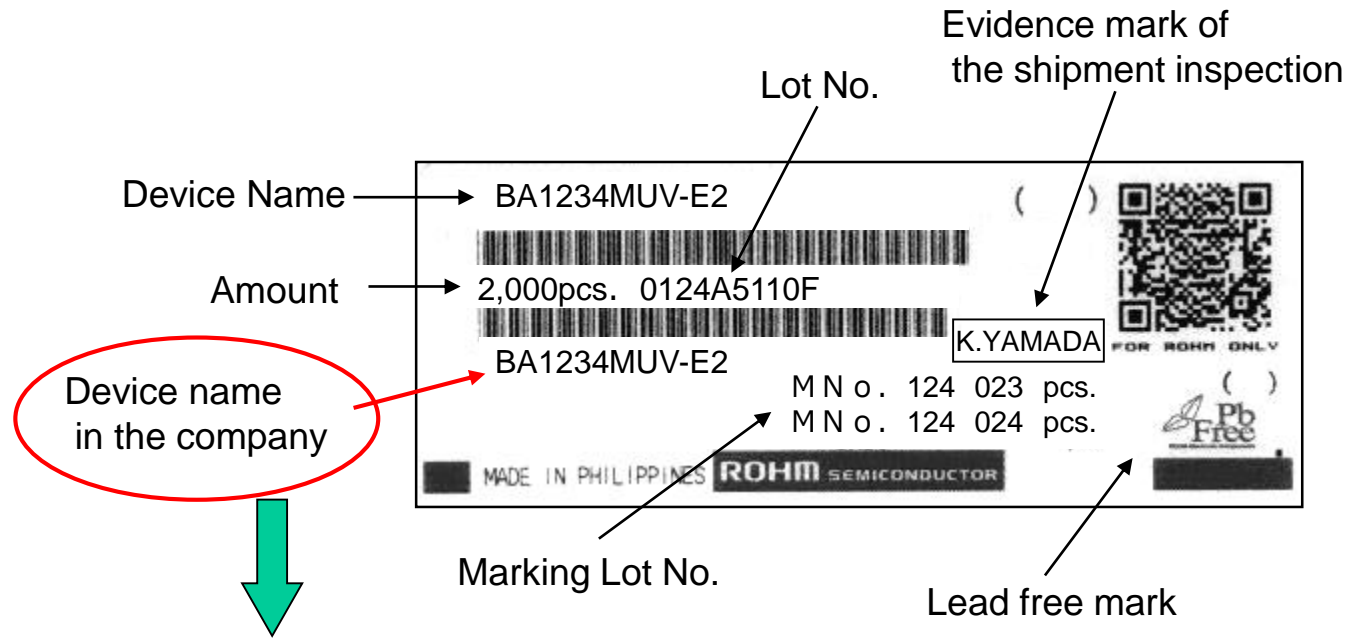 Evidence mark of
the shipment inspection
Lot No.
Device Name
BA1234MUV-E2
( )
Amount
2,000pcs. 0124A5110F
K.YAMADA
FOR ROHM ONLY
BA1234MUV-E2
Device name
in the company
MNo. 124 023 pcs.
MNo. 124 024 pcs.
( )
Pb
Free
MADE IN PHILIPPINES ROHM SEMICONDUCTOR
Marking Lot No.
Lead free mark